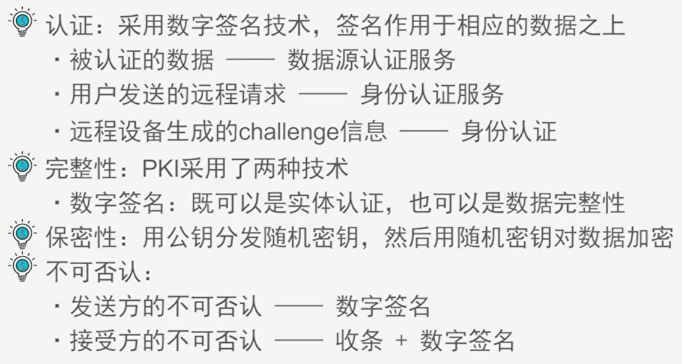 认证：采用数字签名技术，签名作用于相应的数据之上
· 被认证的数据 —— 数据源认证服务
· 用户发送的远程请求 —— 身份认证服务
· 远程设备生成的challenge信息 —— 身份认证
完整性：PKI采用了两种技术
· 数字签名：既可以是实体认证，也可以是数据完整性
保密性：用公钥分发随机密钥，然后用随机密钥对数据加密
不可否认：
· 发送方的不可否认 —— 数字签名
· 接受方的不可否认 —— 收条 + 数字签名